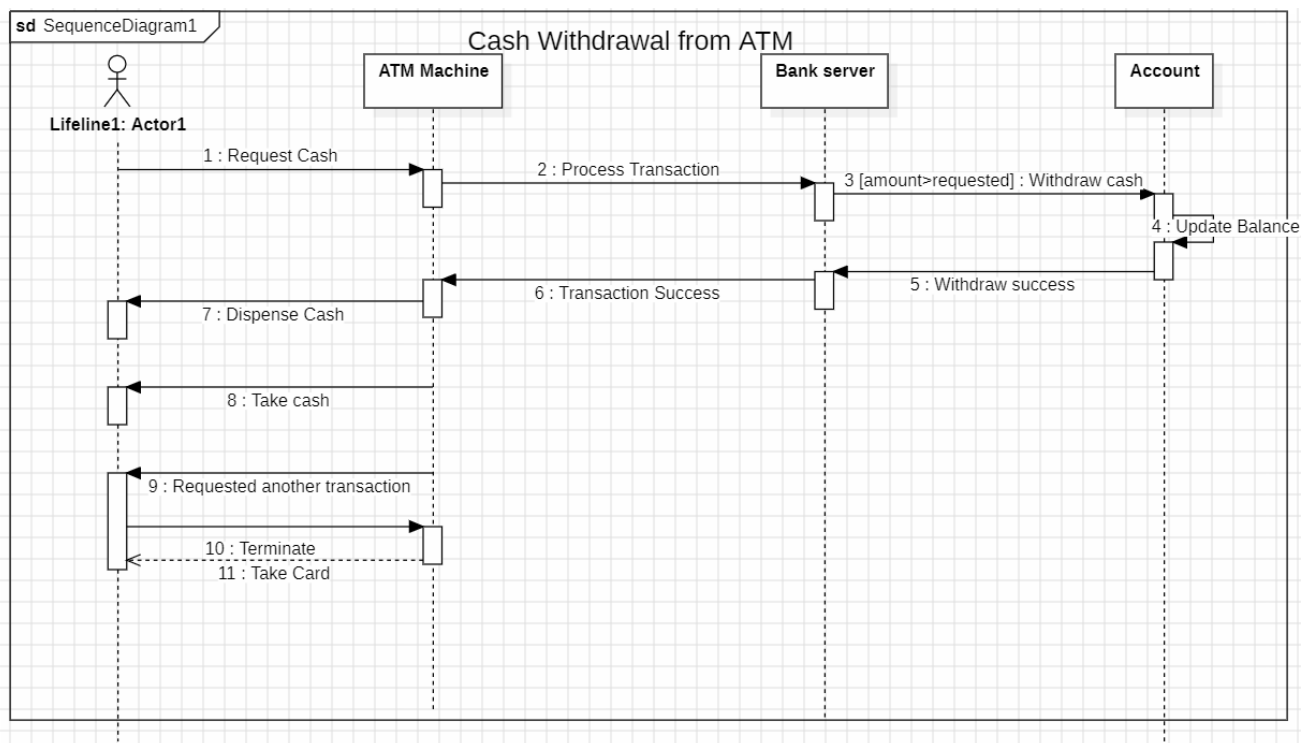 sd SequenceDiagram1
Cash Withdrawal from ATM
ATM Machine
Bank server
Account
Lifeline1: Actor1
1 : Request Cash
2 : Process Transaction
3 [amount>requested] : Withdraw cash
4 : Update Balance
5 : Withdraw success
6 : Transaction Success
7 : Dispense Cash
8 : Take cash
9 : Requested another transaction
10 : Terminate
11 : Take Card